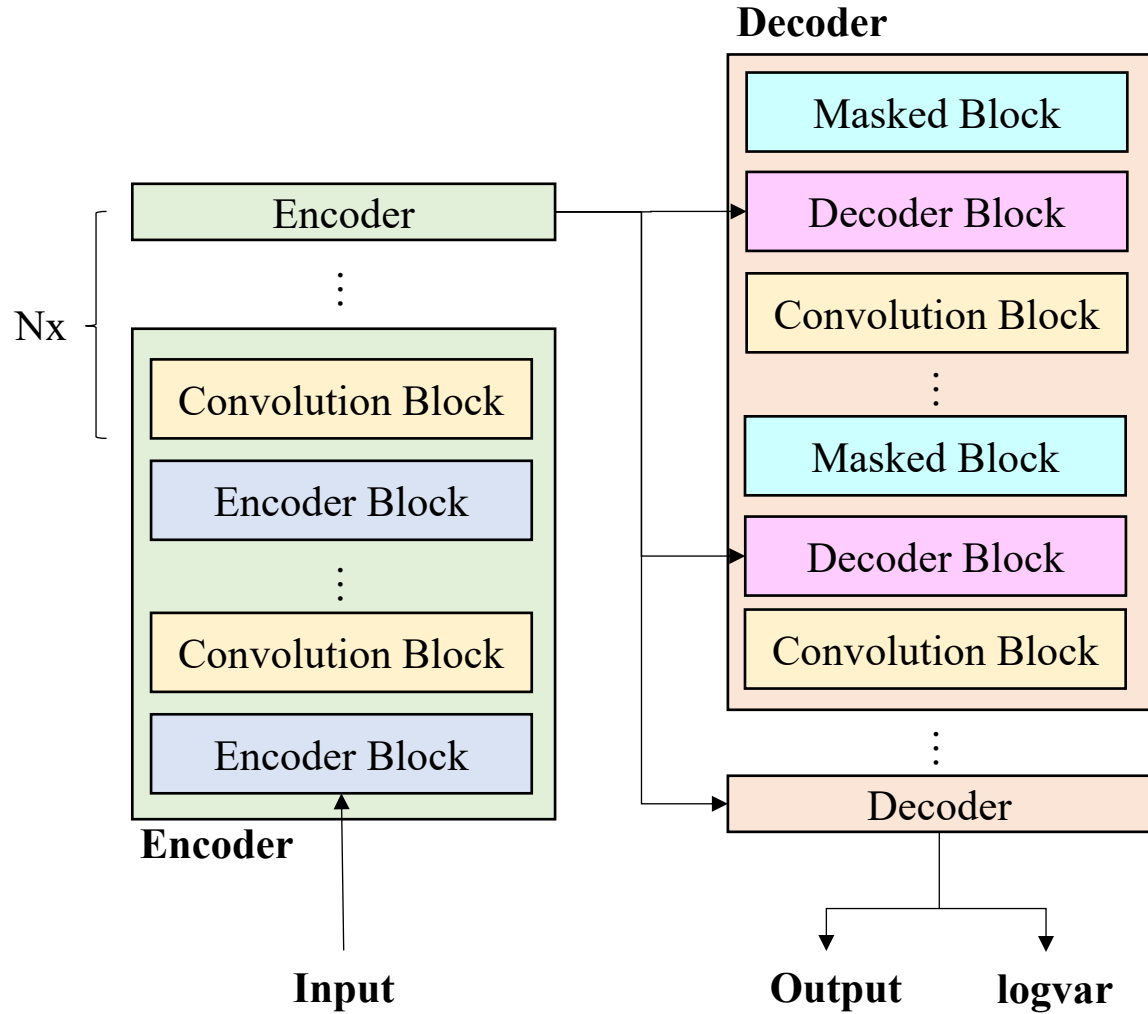 Decoder
Masked Block
Encoder
Decoder Block
Convolution Block
Nx
Convolution Block
Masked Block
Encoder Block
Decoder Block
Convolution Block
Convolution Block
Encoder Block
Decoder
Encoder
Input
Output
logvar